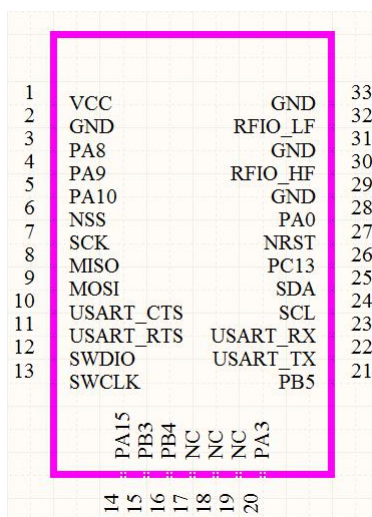 1 VCC GND 33
2 GND RFIO_LF 32
3 PA8 GND 31
4 PA9 RFIO_HF 30
5 PA10 GND 29
6 NSS PA0 28
7 SCK NRST 27
8 MISO PC13 26
9 MOSI SDA 25
10 USART_CTS SCL 24
11 USART_RTS USART_RX 23
12 SWDIO USART_TX 22
13 SWCLK PB5 21
PA15 PB3 PB4 NC NC NC PA3
14 15 16 17 18 19 20